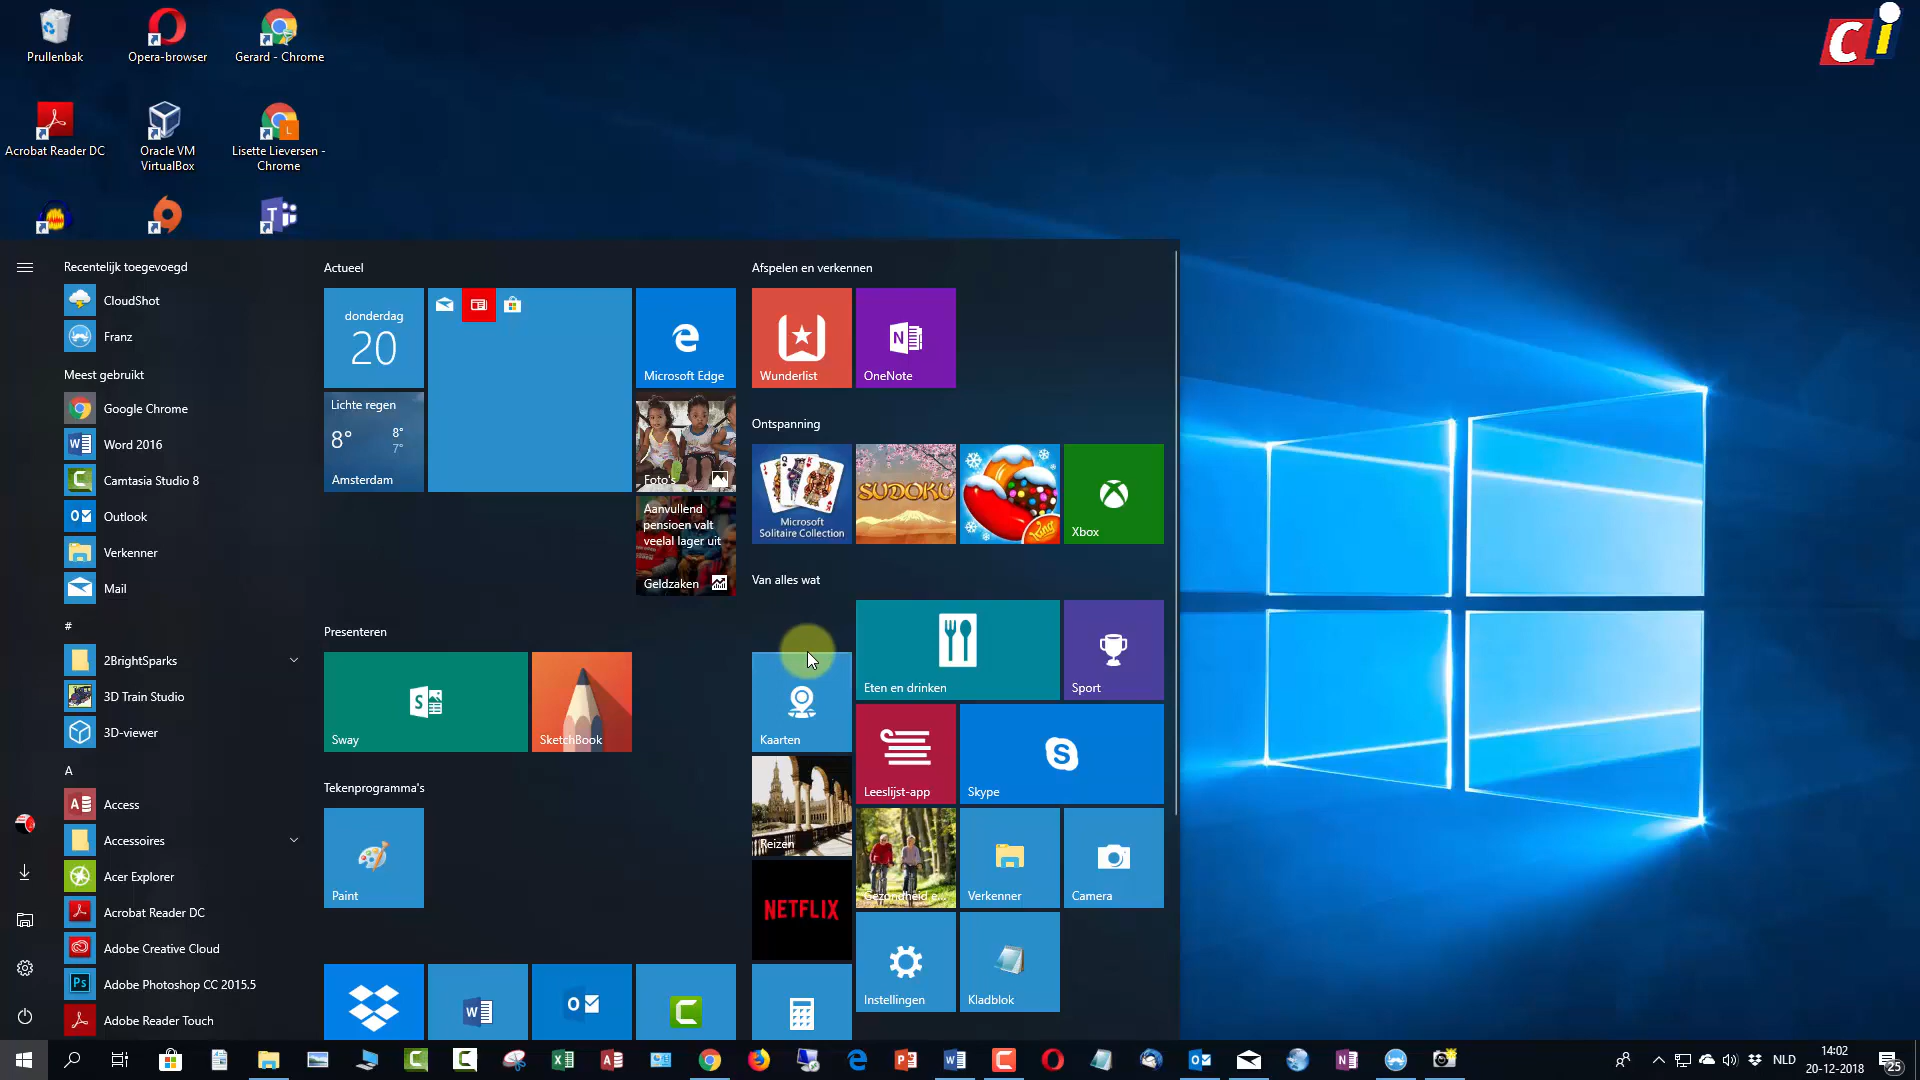 Prullenbak
Opera-browser
Gerard - Chrome
Ci
Acrobat Reader DC
Oracle VM
VirtualBox
Lisette Lieversen -
Chrome
Recentelijk toegevoegd
CloudShot
Franz
Meest gebruikt
Google Chrome
Word 2016
Camtasia Studio 8
Outlook
Verkenner
Mail
#
2BrightSparks
3D Train Studio
3D-viewer
A
Access
Accessoires
Acer Explorer
Acrobat Reader DC
Adobe Creative Cloud
Adobe Photoshop CC 2015.5
Adobe Reader Touch
Actueel
donderdag
20
Microsoft Edge
Lichte regen
8°
8°
7°
Amsterdam
Foto's
Aanvullend
pensioen valt
veelal lager uit
Geldzaken
Presenteren
Sway
SketchBook
Tekenprogramma's
Paint
Afspelen en verkennen
Wunderlist
OneNote
Ontspanning
Microsoft
Solitaire Collection
SUDOKU
King
Xbox
Van alles wat
Eten en drinken
Sport
Kaarten
Leeslijst-app
Skype
Reizen
Gezondheid e...
Verkenner
Camera
NETFLIX
Instellingen
Kladblok
NLD
14:02
20-12-2018
25